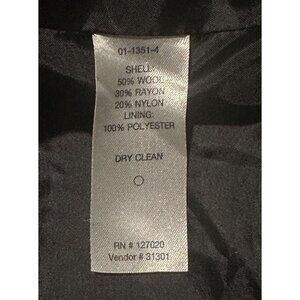 01-1351-4
SHELL:
50% WOOL
30% RAYON
20% NYLON
LINING:
100% POLYESTER
DRY CLEAN
RN # 127020
Vendor # 31301